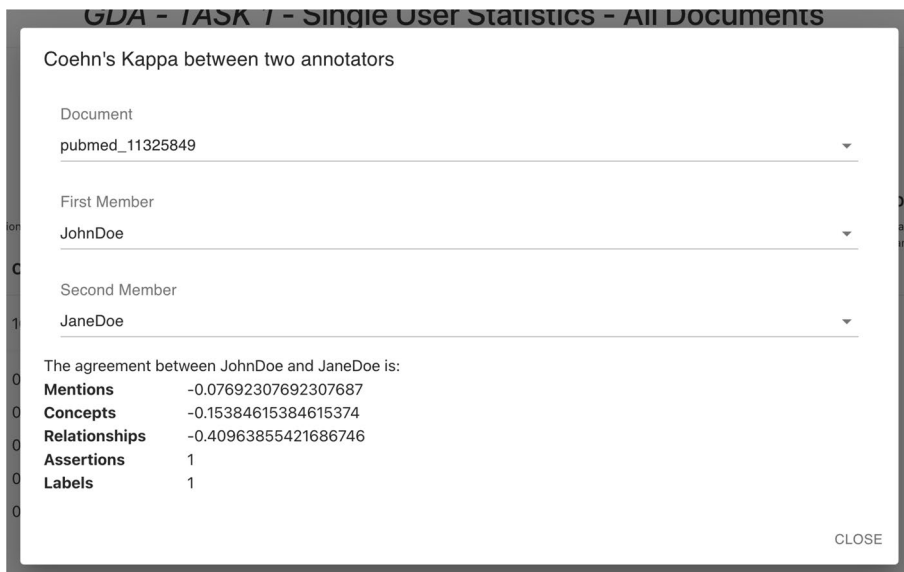 GDA - TASK 1 - Single User Statistics - All Documents
Coehn's Kappa between two annotators
Document
pubmed_11325849
First Member
JohnDoe
Second Member
JaneDoe
The agreement between JohnDoe and JaneDoe is:
Mentions -0.07692307692307687
Concepts -0.15384615384615374
Relationships -0.40963855421686746
Assertions 1
Labels 1
CLOSE